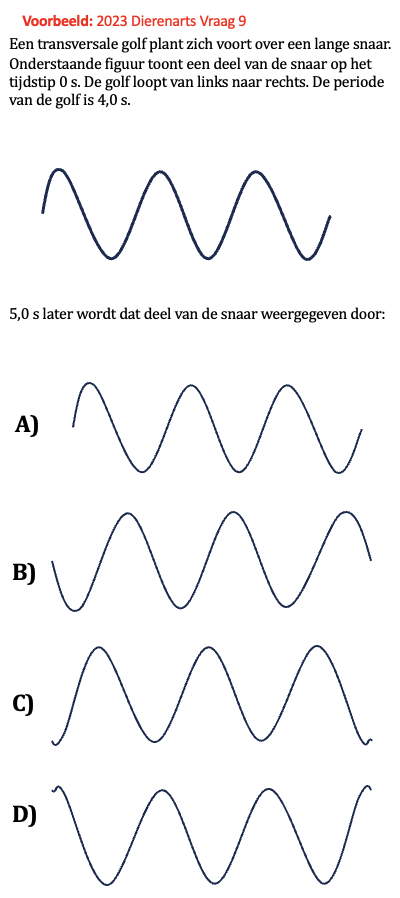 Voorbeeld: 2023 Dierenarts Vraag 9
Een transversale golf plant zich voort over een lange snaar.
Onderstaande figuur toont een deel van de snaar op het
tijdstip 0 s. De golf loopt van links naar rechts. De periode
van de golf is 4,0 s.
5,0 s later wordt dat deel van de snaar weergegeven door:
A)
B)
C)
D)